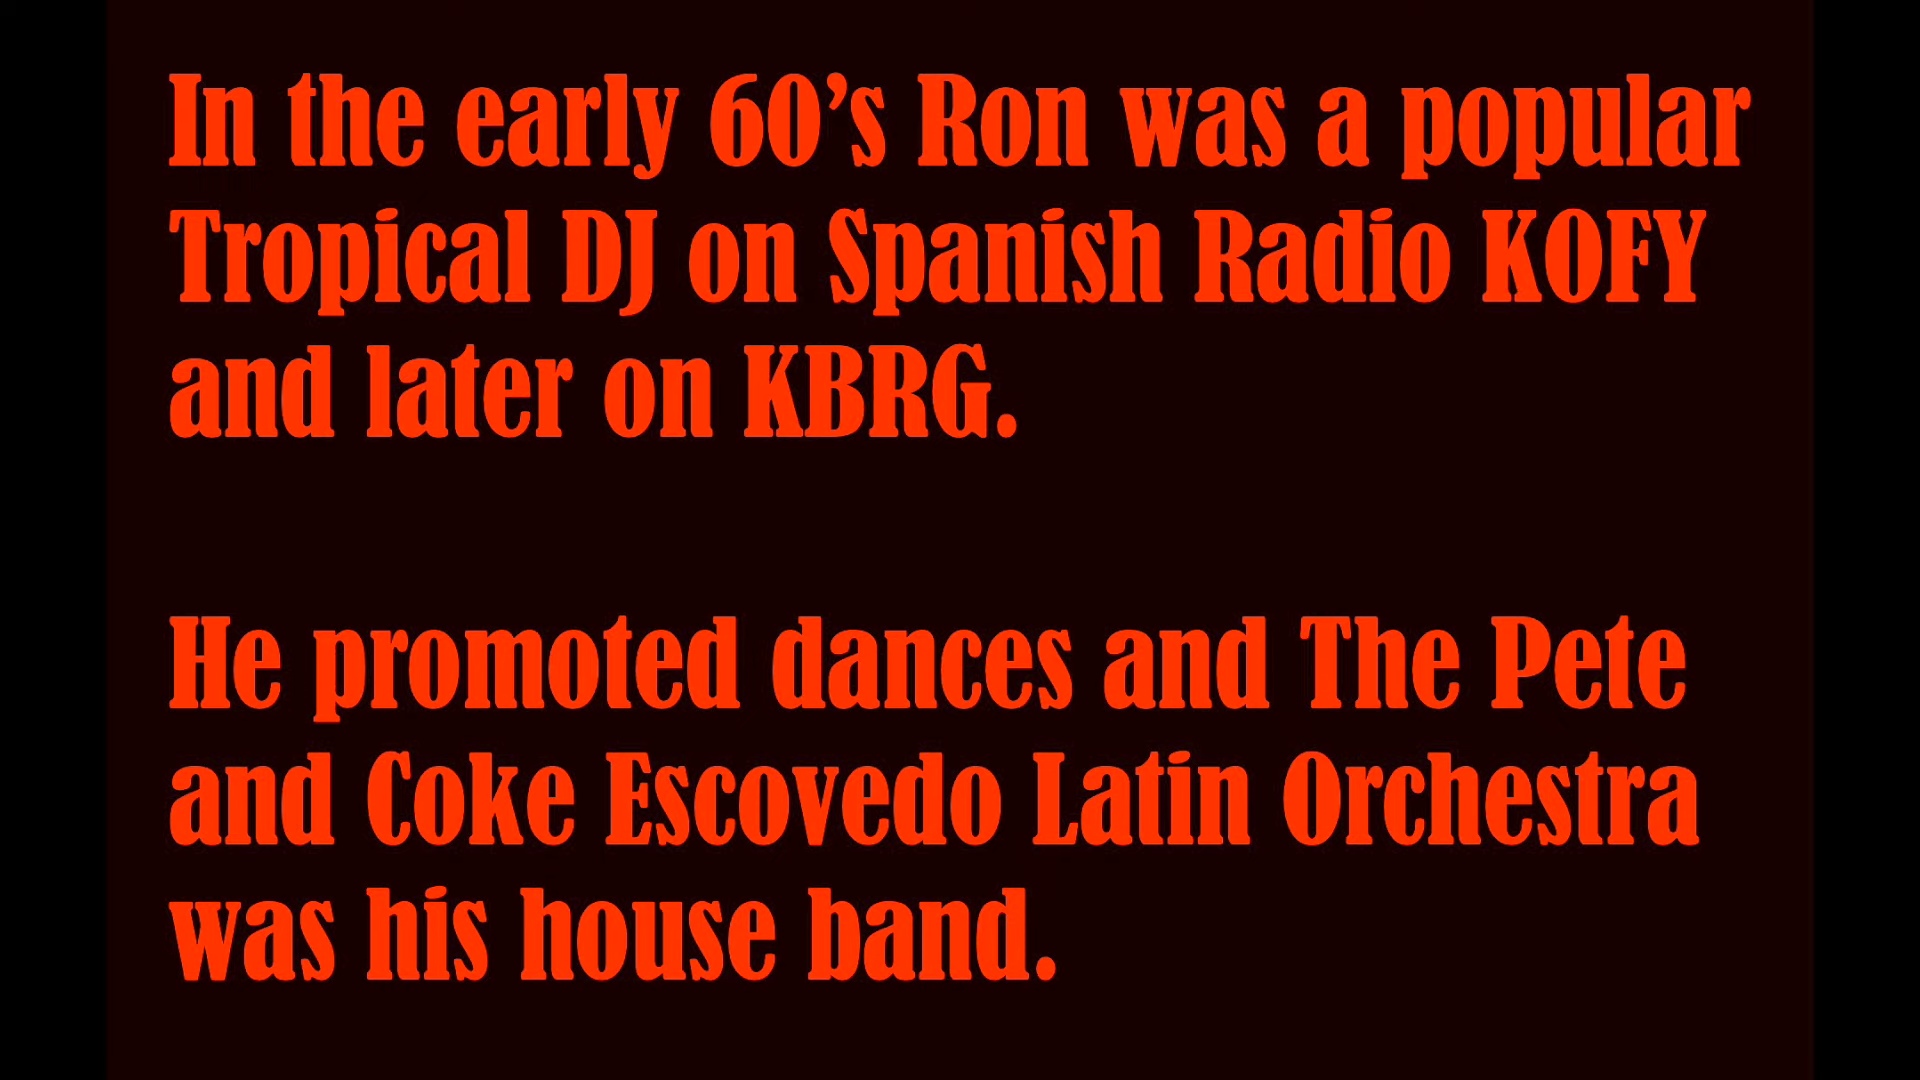 In the early 60’s Ron was a popular
Tropical DJ on Spanish Radio KOFY
and later on KBRG.
He promoted dances and The Pete
and Coke Escovedo Latin Orchestra
was his house band.